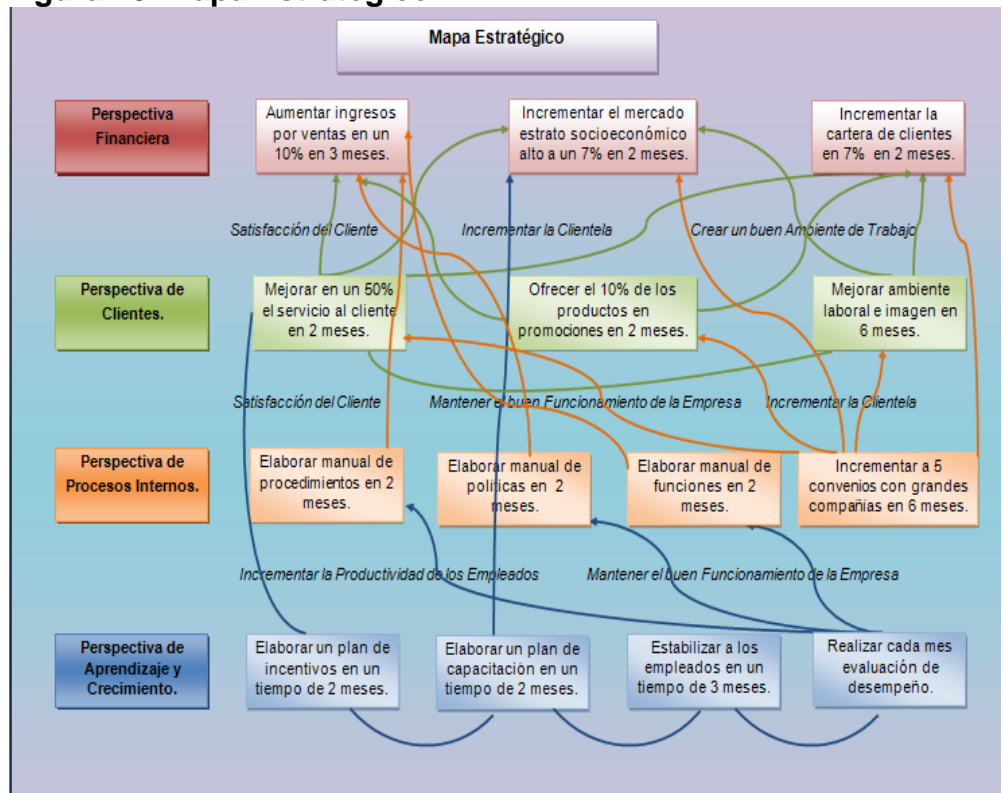 Mapa Estratégico
Perspectiva
Financiera
Aumentar ingresos
por ventas en un
10% en 3 meses.
Incrementar el mercado
estrato socioeconómico
alto a un 7% en 2 meses.
Incrementar la
cartera de clientes
en 7% en 2 meses.
Satisfacción del Cliente
Incrementar la Clientela
Crear un buen Ambiente de Trabajo
Perspectiva de
Clientes.
Mejorar en un 50%
el servicio al cliente
en 2 meses.
Ofrecer el 10% de los
productos en
promociones en 2 meses.
Mejorar ambiente
laboral e imagen en
6 meses.
Satisfacción del Cliente
Mantener el buen Funcionamiento de la Empresa
Incrementar la Clientela
Perspectiva de
Procesos Internos.
Elaborar manual de
procedimientos en 2
meses.
Elaborar manual de
políticas en 2
meses.
Elaborar manual de
funciones en 2
meses.
Incrementar a 5
convenios con grandes
compañías en 6 meses.
Incrementar la Productividad de los Empleados
Mantener el buen Funcionamiento de la Empresa
Perspectiva de
Aprendizaje y
Crecimiento.
Elaborar un plan de
incentivos en un
tiempo de 2 meses.
Elaborar un plan de
capacitación en un
tiempo de 2 meses.
Estabilizar a los
empleados en un
tiempo de 3 meses.
Realizar cada mes
evaluación de
desempeño.